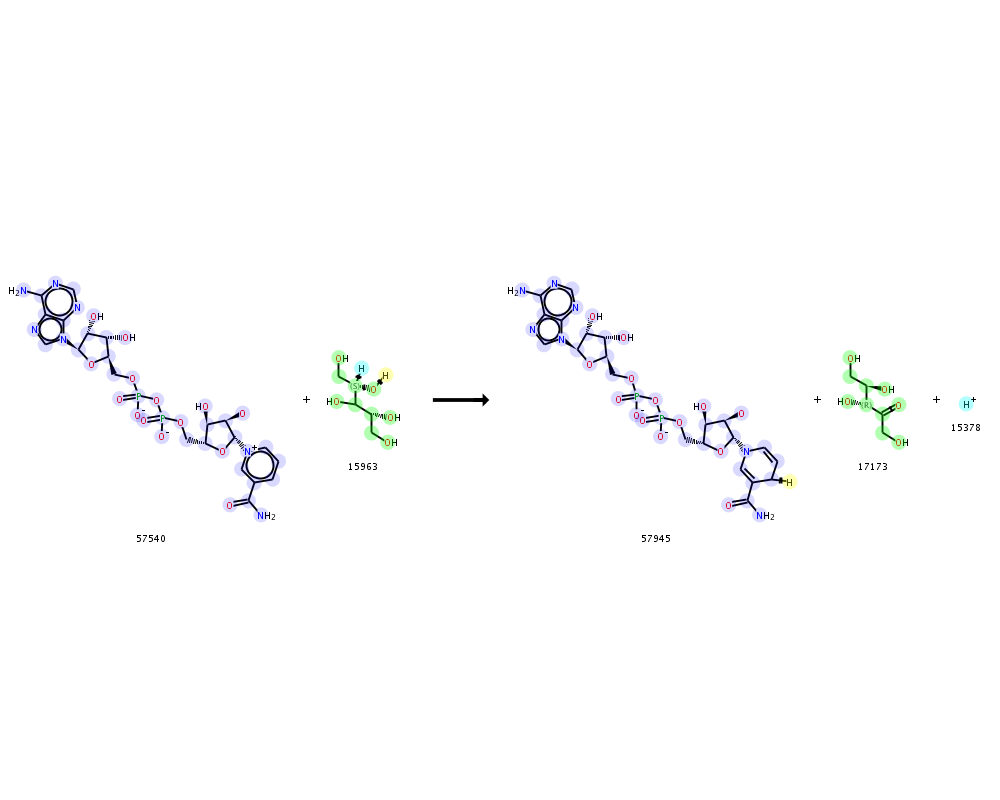 H₂N N N N N OH OH O O P O O O⁻ O P O O⁻ HO O O N⁺ O NH₂
57540
+
OH H H (S) O HO OH OH
15963
H₂N N N N N OH OH O O P O O O⁻ O P O O⁻ HO O O N H O NH₂
57945
+
OH OH HO (R) O OH
17173
+
H⁺
15378